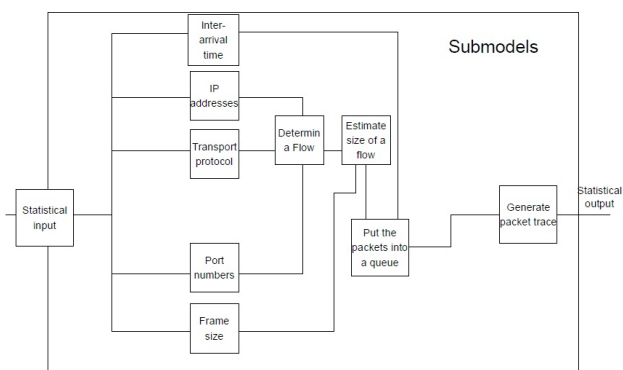 Inter-
arrival
time
Submodels
IP
addresses
Transport
protocol
Determin
a Flow
Estimate
size of a
flow
Statistical
input
Port
numbers
Frame
size
Put the
packets into
a queue
Generate
packet trace
Statistical
output